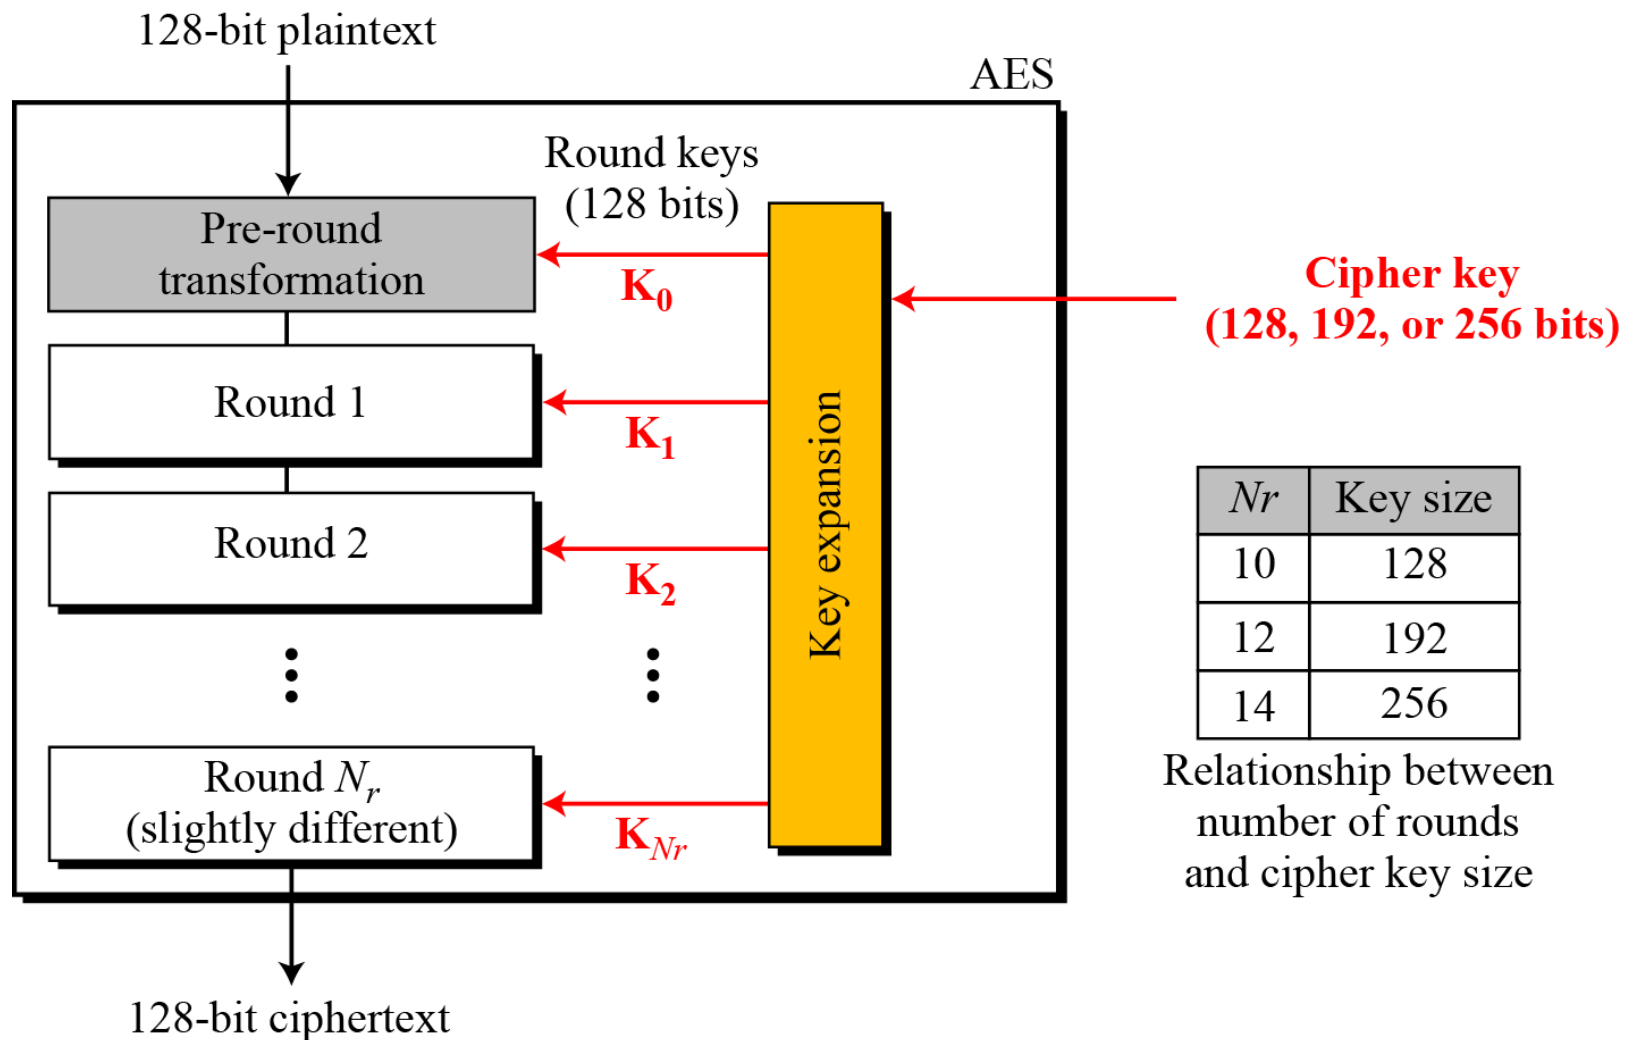 128-bit plaintext
AES
Round keys
(128 bits)
Pre-round
transformation
K0
Cipher key
(128, 192, or 256 bits)
Round 1
K1
Key expansion
Round 2
K2
Nr Key size
10 128
12 192
14 256
Relationship between
number of rounds
and cipher key size
Round Nr
(slightly different)
KNr
128-bit ciphertext